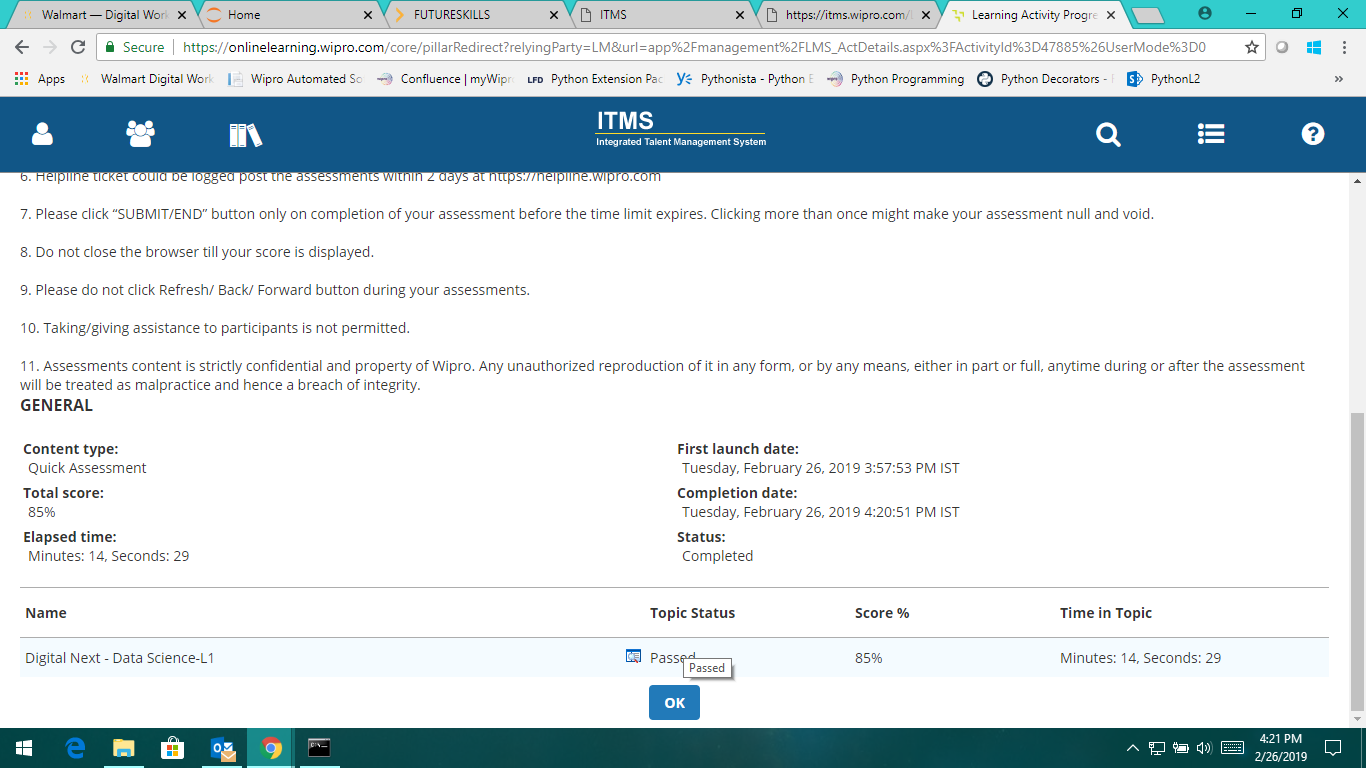 Walmart — Digital Work
Home
FUTURESKILLS
ITMS
https://itms.wipro.com/
Learning Activity Progre
Secure
https://onlinelearning.wipro.com/core/pillarRedirect?relyingParty=LM&url=app%2Fmanagement%2FLMS_ActDetails.aspx%3FActivityId%3D47885%26UserMode%3D0
Apps
Walmart Digital Work
Wipro Automated So
Confluence | myWipr
LFD Python Extension Pac
Pythonista - Python E
Python Programming
Python Decorators -
PythonL2
»
ITMS
Integrated Talent Management System
6. Helpline ticket could be logged post the assessments within 2 days at https://helpline.wipro.com
7. Please click “SUBMIT/END” button only on completion of your assessment before the time limit expires. Clicking more than once might make your assessment null and void.
8. Do not close the browser till your score is displayed.
9. Please do not click Refresh/ Back/ Forward button during your assessments.
10. Taking/giving assistance to participants is not permitted.
11. Assessments content is strictly confidential and property of Wipro. Any unauthorized reproduction of it in any form, or by any means, either in part or full, anytime during or after the assessment
will be treated as malpractice and hence a breach of integrity.
GENERAL
Content type:
Quick Assessment
Total score:
85%
Elapsed time:
Minutes: 14, Seconds: 29
First launch date:
Tuesday, February 26, 2019 3:57:53 PM IST
Completion date:
Tuesday, February 26, 2019 4:20:51 PM IST
Status:
Completed
Name Topic Status Score % Time in Topic
Digital Next - Data Science-L1 Passed 85% Minutes: 14, Seconds: 29
Passed
OK
4:21 PM
2/26/2019